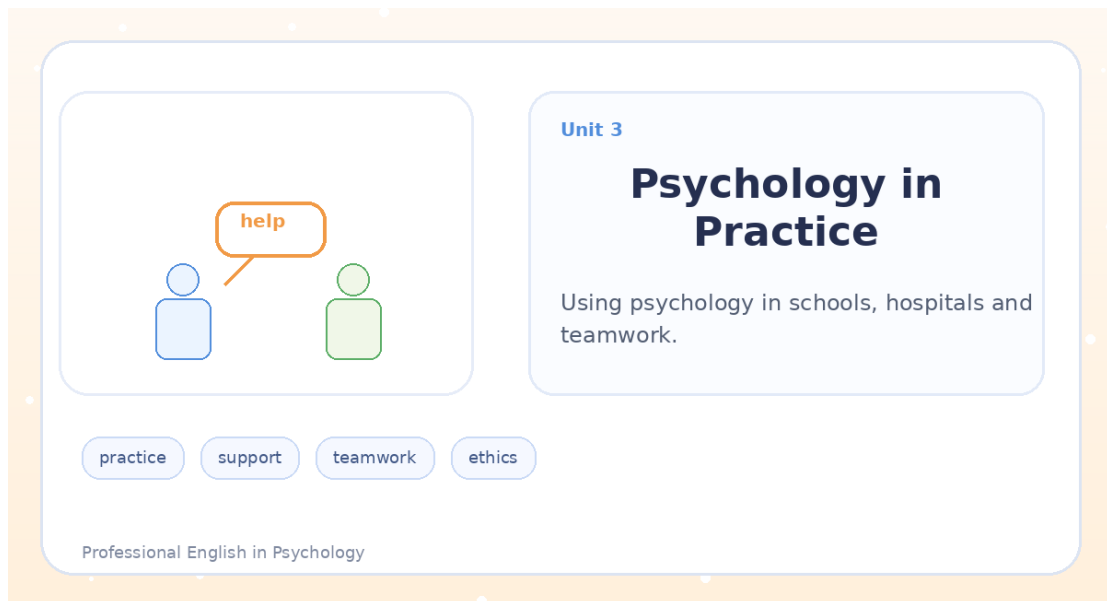 help
Unit 3
Psychology in
Practice
Using psychology in schools, hospitals and
teamwork.
practice
support
teamwork
ethics
Professional English in Psychology